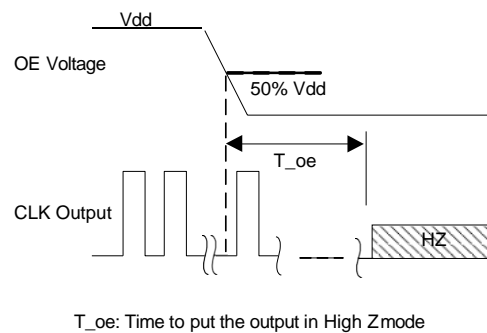 Vdd
OE Voltage
50% Vdd
T_oe
CLK Output
HZ
T_oe: Time to put the output in High Zmode